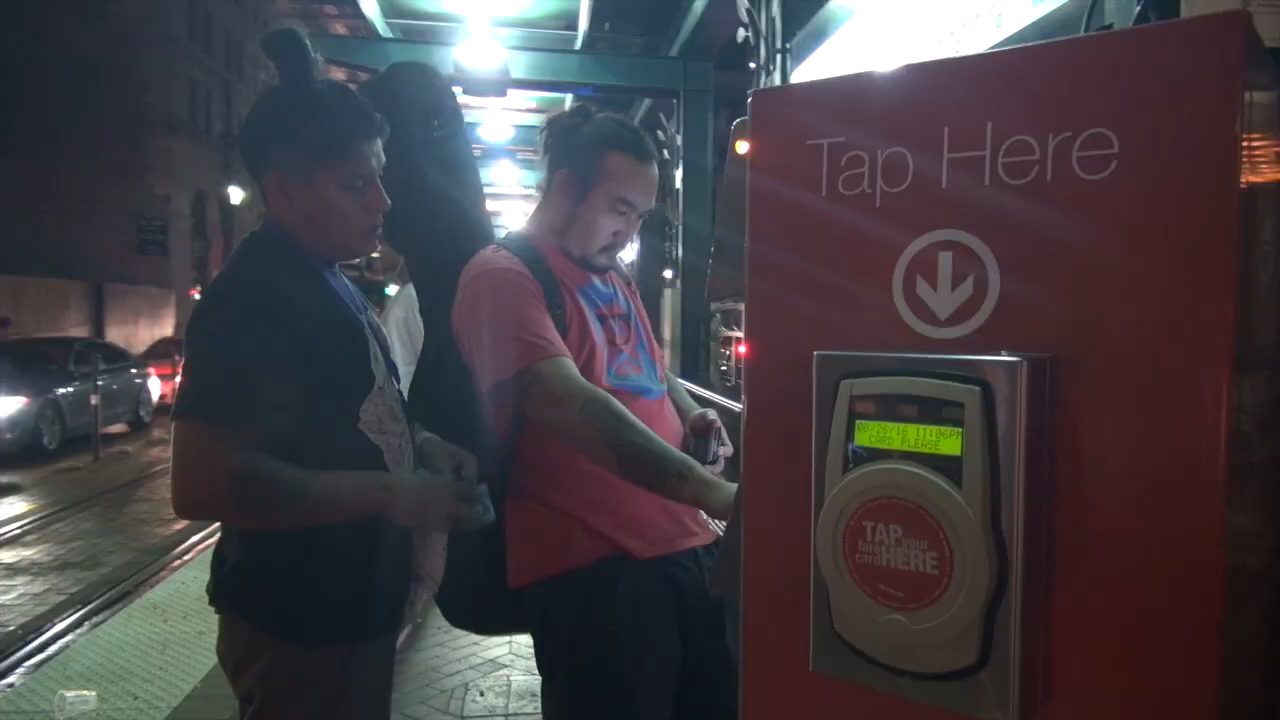 Tap Here
08/26/16 11:06PM
CARD PLEASE
TAP your
fare
card HERE